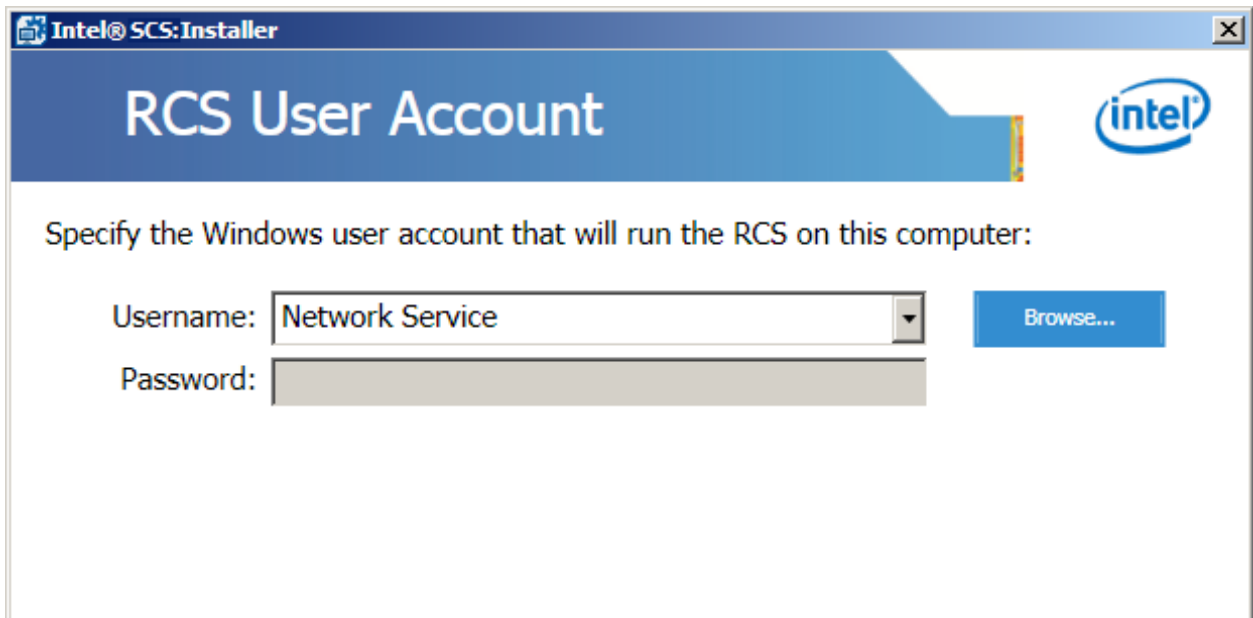 Intel® SCS:Installer
RCS User Account
intel®
Specify the Windows user account that will run the RCS on this computer:
Username: Network Service Browse...
Password: